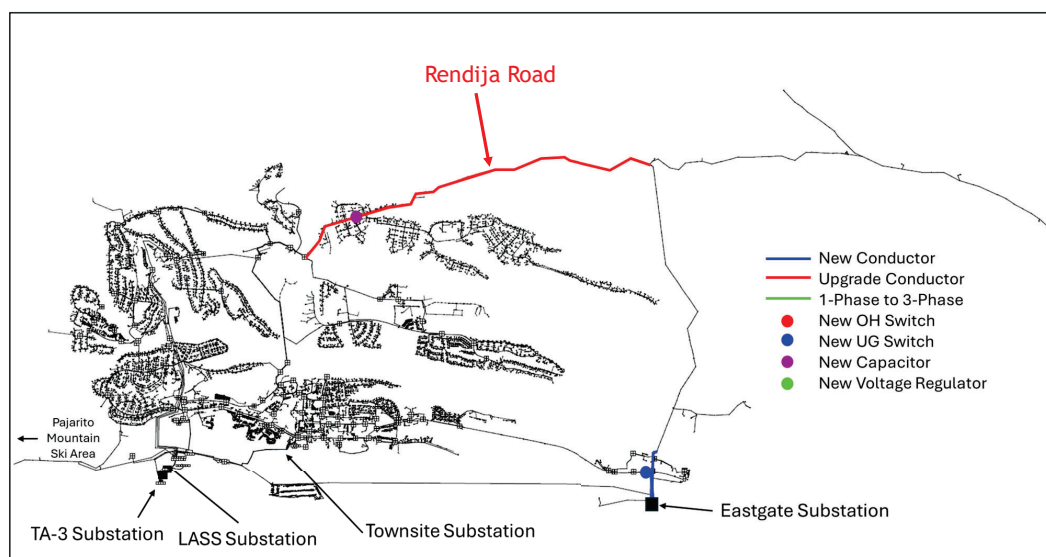 Rendija Road
New Conductor
Upgrade Conductor
1-Phase to 3-Phase
New OH Switch
New UG Switch
New Capacitor
New Voltage Regulator
Pajarito
Mountain
Ski Area
TA-3 Substation
LASS Substation
Townsite Substation
Eastgate Substation